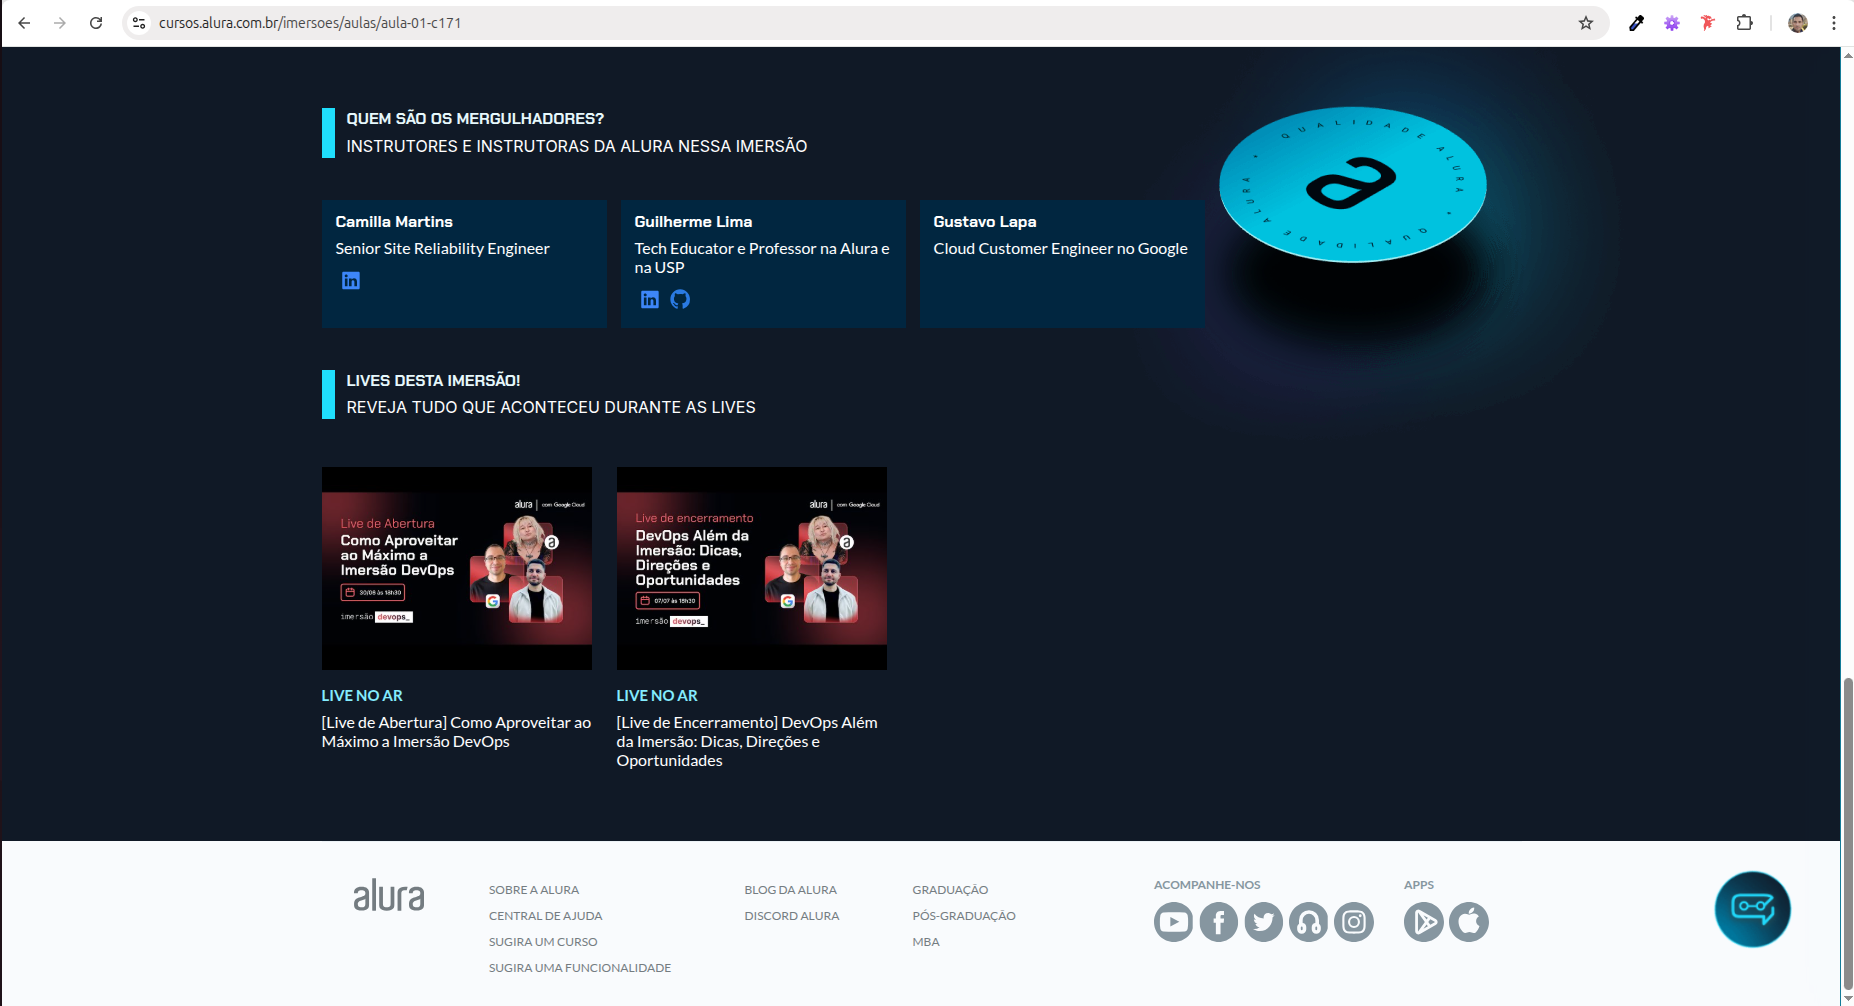 cursos.alura.com.br/imersoes/aulas/aula-01-c171
QUEM SÃO OS MERGULHADORES?
INSTRUTORES E INSTRUTORAS DA ALURA NESSA IMERSÃO
QUALIDADE ALURA • QUALIDADE ALURA •
Camilla Martins
Senior Site Reliability Engineer
Guilherme Lima
Tech Educator e Professor na Alura e
na USP
Gustavo Lapa
Cloud Customer Engineer no Google
LIVES DESTA IMERSÃO!
REVEJA TUDO QUE ACONTECEU DURANTE AS LIVES
alura | com Google Cloud
Live de Abertura
Como Aproveitar
ao Máximo a
Imersão DevOps
30/06 às 18h30
imersão devops_
alura | com Google Cloud
Live de encerramento
DevOps Além da
Imersão: Dicas,
Direções e
Oportunidades
07/07 às 18h30
imersão devops_
LIVE NO AR
[Live de Abertura] Como Aproveitar ao
Máximo a Imersão DevOps
LIVE NO AR
[Live de Encerramento] DevOps Além
da Imersão: Dicas, Direções e
Oportunidades
alura
SOBRE A ALURA
CENTRAL DE AJUDA
SUGIRA UM CURSO
SUGIRA UMA FUNCIONALIDADE
BLOG DA ALURA
DISCORD ALURA
GRADUAÇÃO
PÓS-GRADUAÇÃO
MBA
ACOMPANHE-NOS
APPS